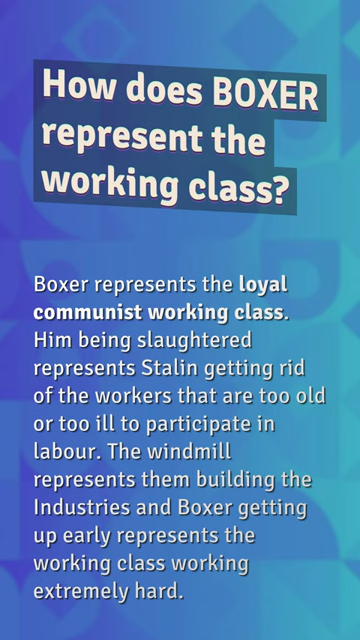 How does BOXER
represent the
working class?
Boxer represents the loyal
communist working class.
Him being slaughtered
represents Stalin getting rid
of the workers that are too old
or too ill to participate in
labour. The windmill
represents them building the
Industries and Boxer getting
up early represents the
working class working
extremely hard.